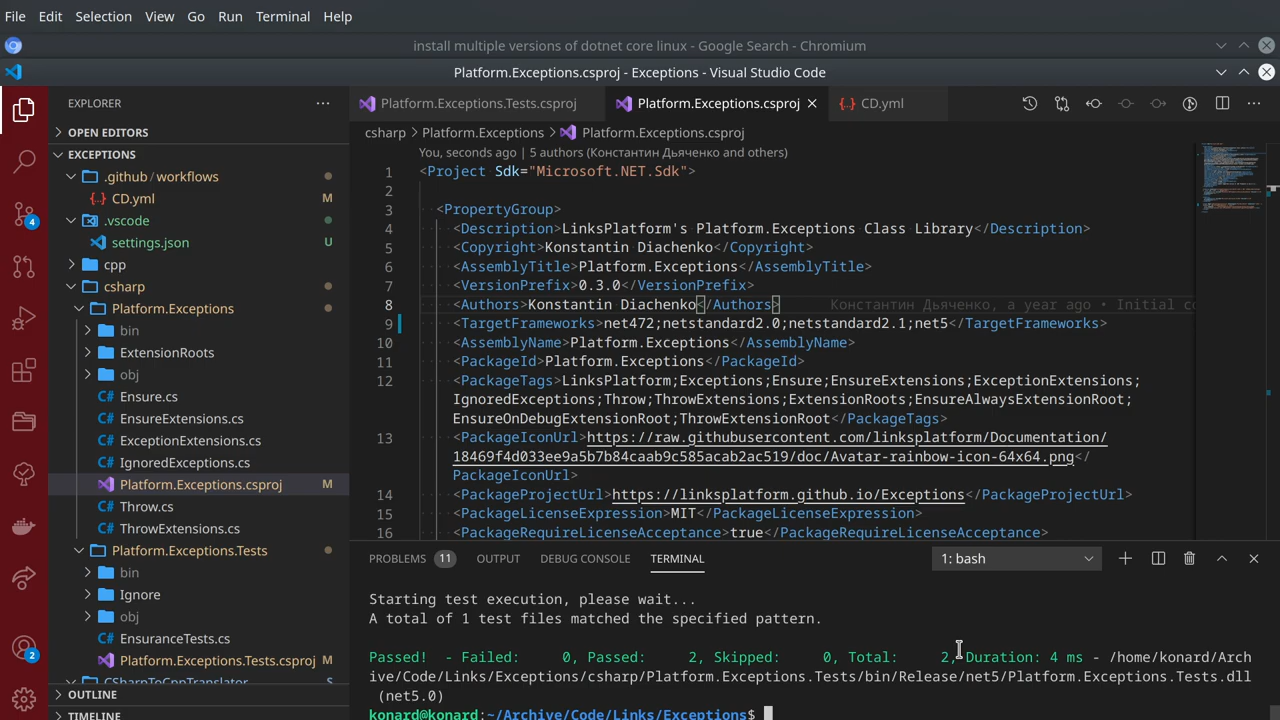 File Edit Selection View Go Run Terminal Help
install multiple versions of dotnet core linux - Google Search - Chromium
Platform.Exceptions.csproj - Exceptions - Visual Studio Code
EXPLORER
OPEN EDITORS
EXCEPTIONS
.github / workflows
CD.yml M
.vscode
settings.json U
cpp
csharp
Platform.Exceptions
bin
ExtensionRoots
obj
Ensure.cs
EnsureExtensions.cs
ExceptionExtensions.cs
IgnoredExceptions.cs
Platform.Exceptions.csproj M
Throw.cs
ThrowExtensions.cs
Platform.Exceptions.Tests
bin
Ignore
obj
EnsuranceTests.cs
Platform.Exceptions.Tests.csproj M
CSharpToCppTranslator
OUTLINE
TIMELINE
4
2
Platform.Exceptions.Tests.csproj Platform.Exceptions.csproj CD.yml
csharp > Platform.Exceptions > Platform.Exceptions.csproj
You, seconds ago | 5 authors (Константин Дьяченко and others)
1 <Project Sdk="Microsoft.NET.Sdk">
2
3 <PropertyGroup>
4 <Description>LinksPlatform's Platform.Exceptions Class Library</Description>
5 <Copyright>Konstantin Diachenko</Copyright>
6 <AssemblyTitle>Platform.Exceptions</AssemblyTitle>
7 <VersionPrefix>0.3.0</VersionPrefix>
8 <Authors>Konstantin Diachenko</Authors> Константин Дьяченко, a year ago • Initial co
9 <TargetFrameworks>net472;netstandard2.0;netstandard2.1;net5</TargetFrameworks>
10 <AssemblyName>Platform.Exceptions</AssemblyName>
11 <PackageId>Platform.Exceptions</PackageId>
12 <PackageTags>LinksPlatform;Exceptions;Ensure;EnsureExtensions;ExceptionExtensions;
IgnoredExceptions;Throw;ThrowExtensions;ExtensionRoots;EnsureAlwaysExtensionRoot;
EnsureOnDebugExtensionRoot;ThrowExtensionRoot</PackageTags>
13 <PackageIconUrl>https://raw.githubusercontent.com/linksplatform/Documentation/
18469f4d033ee9a5b7b84caab9c585acab2ac519/doc/Avatar-rainbow-icon-64x64.png</
PackageIconUrl>
14 <PackageProjectUrl>https://linksplatform.github.io/Exceptions</PackageProjectUrl>
15 <PackageLicenseExpression>MIT</PackageLicenseExpression>
16 <PackageRequireLicenseAcceptance>true</PackageRequireLicenseAcceptance>
PROBLEMS 11 OUTPUT DEBUG CONSOLE TERMINAL 1: bash
Starting test execution, please wait...
A total of 1 test files matched the specified pattern.
Passed! - Failed: 0, Passed: 2, Skipped: 0, Total: 2, Duration: 4 ms - /home/konard/Arch
ive/Code/Links/Exceptions/csharp/Platform.Exceptions.Tests/bin/Release/net5/Platform.Exceptions.Tests.dll
(net5.0)
konard@konard:~/Archive/Code/Links/Exceptions$